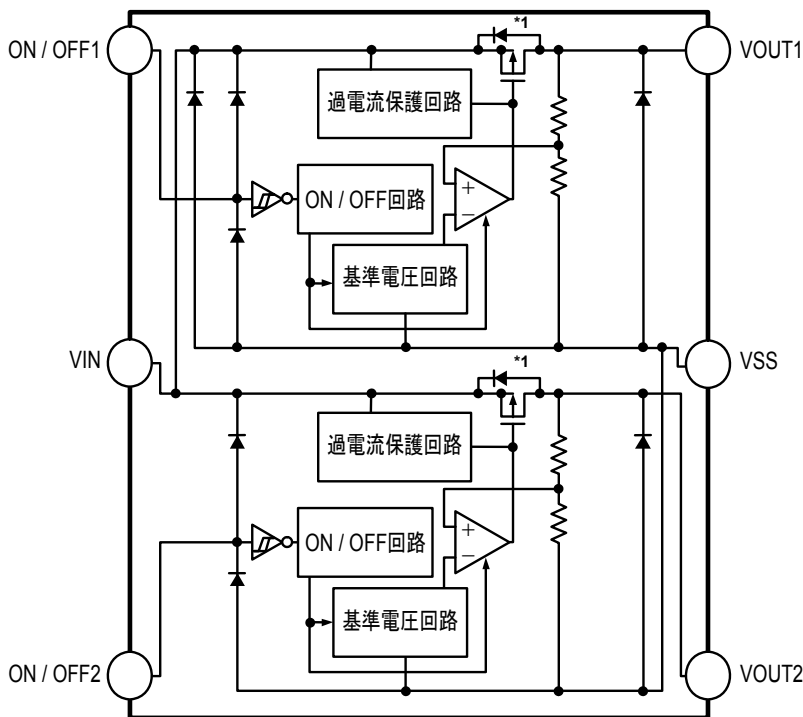 ON / OFF1
*1
VOUT1
過電流保護回路
+
−
ON / OFF回路
基準電圧回路
VIN
VSS
*1
過電流保護回路
+
−
ON / OFF回路
基準電圧回路
ON / OFF2
VOUT2